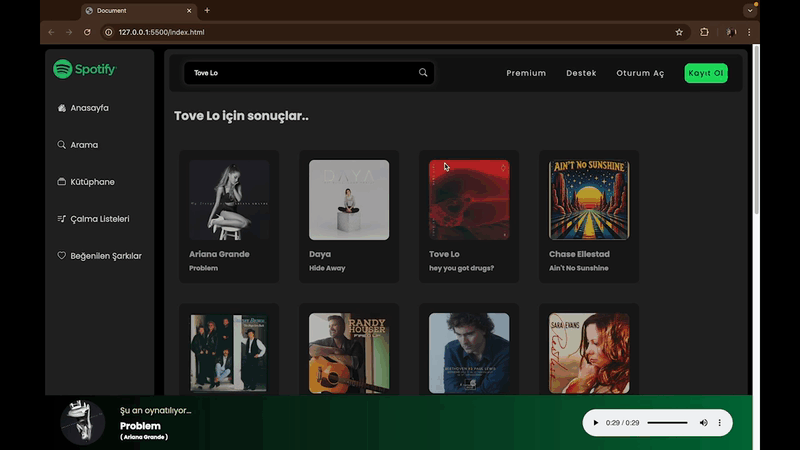 Document
127.0.0.1:5500/index.html
Spotify
Anasayfa
Arama
Kütüphane
Çalma Listeleri
Beğenilen Şarkılar
Tove Lo
Premium
Destek
Oturum Aç
Kayıt Ol
Tove Lo için sonuçlar..
DAYA
AIN'T NO SUNSHINE
Ariana Grande
Problem
Daya
Hide Away
Tove Lo
hey you got drugs?
Chase Ellestad
Ain't No Sunshine
RANDY
HOUSER
SARA EVANS
Şu an oynatılıyor...
Problem
( Ariana Grande )
0:29 / 0:29